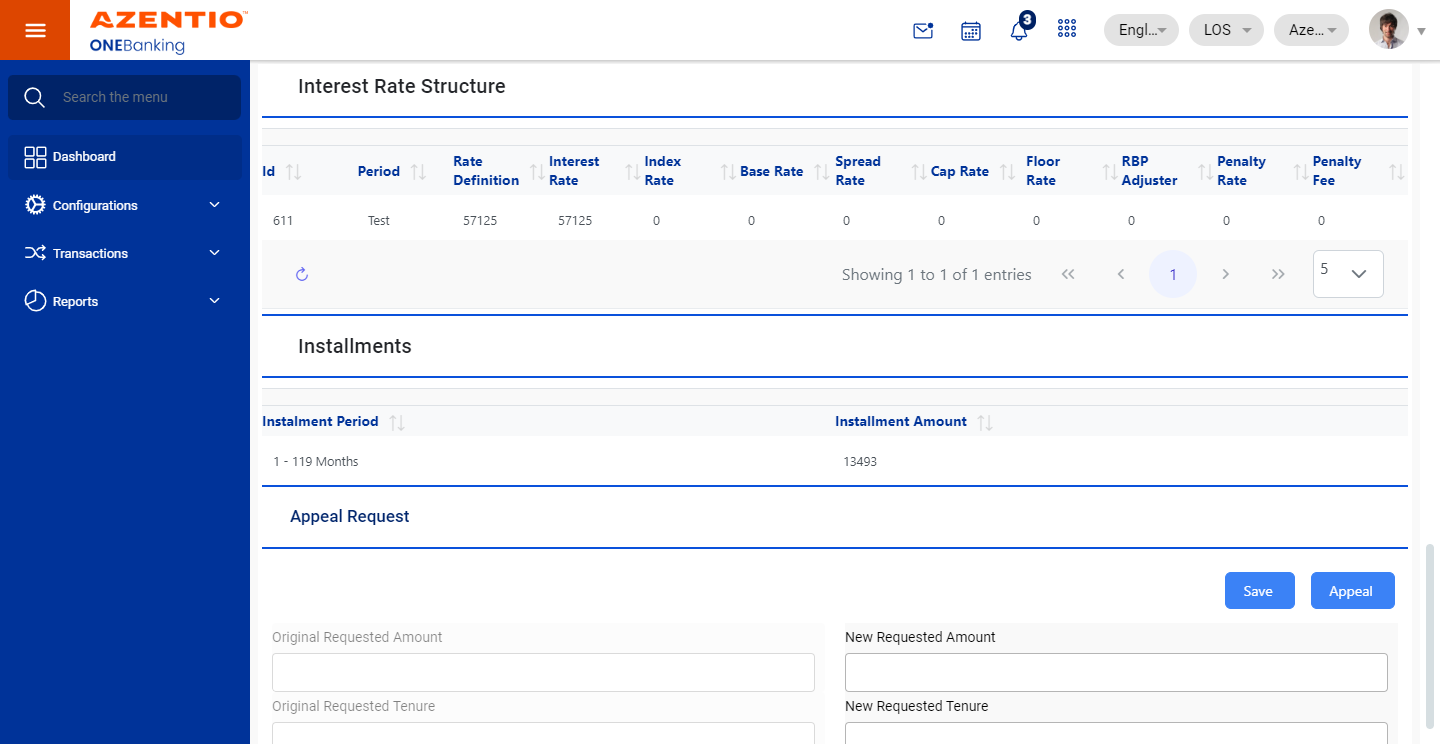 AZENTIO™
ONEBanking
3
Engl...
LOS
Aze...
Search the menu
Dashboard
Configurations
Transactions
Reports
Interest Rate Structure
Id Period Rate Definition Interest Rate Index Rate Base Rate Spread Rate Cap Rate Floor Rate RBP Adjuster Penalty Rate Penalty Fee
611 Test 57125 57125 0 0 0 0 0 0 0 0
Showing 1 to 1 of 1 entries 1 5
Installments
Instalment Period Installment Amount
1 - 119 Months 13493
Appeal Request
Save Appeal
Original Requested Amount New Requested Amount
Original Requested Tenure New Requested Tenure